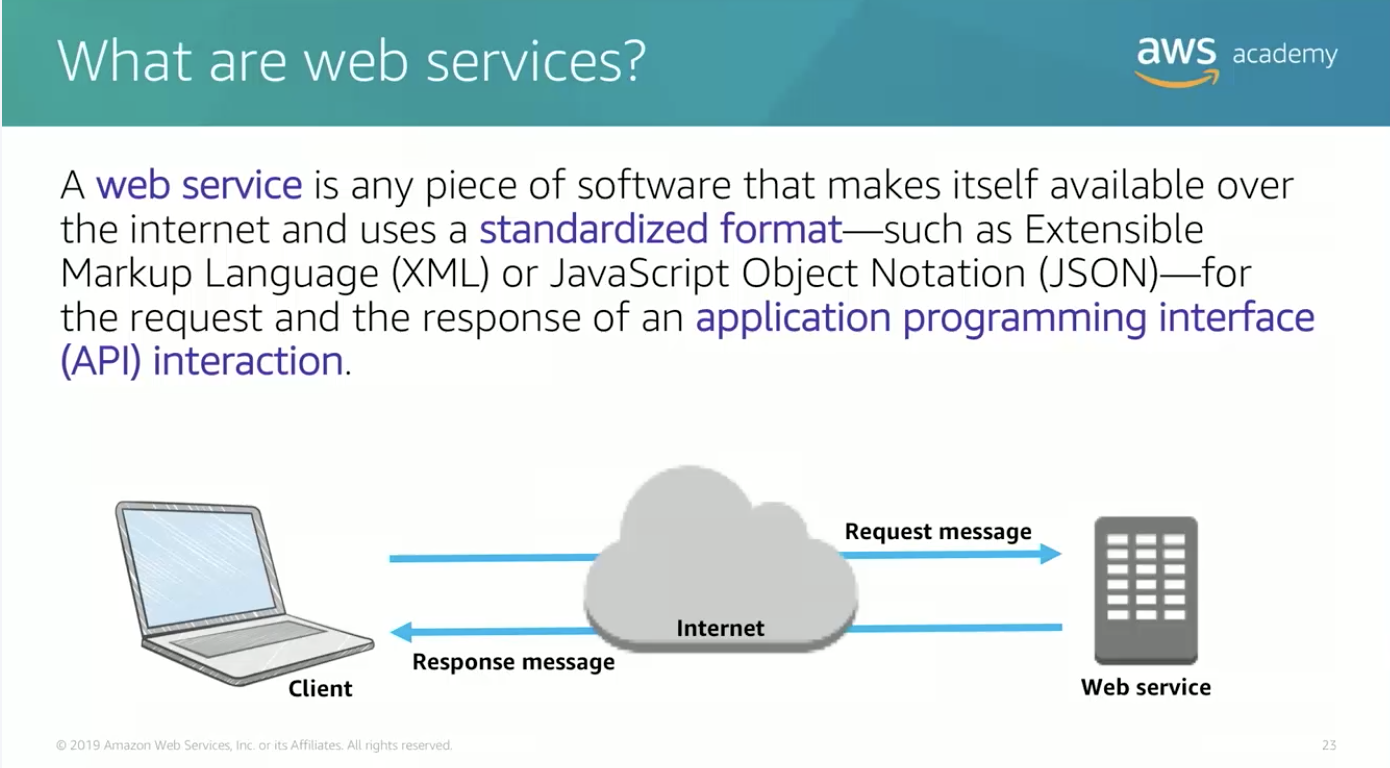 What are web services?
aws academy
A web service is any piece of software that makes itself available over
the internet and uses a standardized format—such as Extensible
Markup Language (XML) or JavaScript Object Notation (JSON)—for
the request and the response of an application programming interface
(API) interaction.
Request message
Internet
Response message
Client
Web service
© 2019 Amazon Web Services, Inc. or its Affiliates. All rights reserved.
23